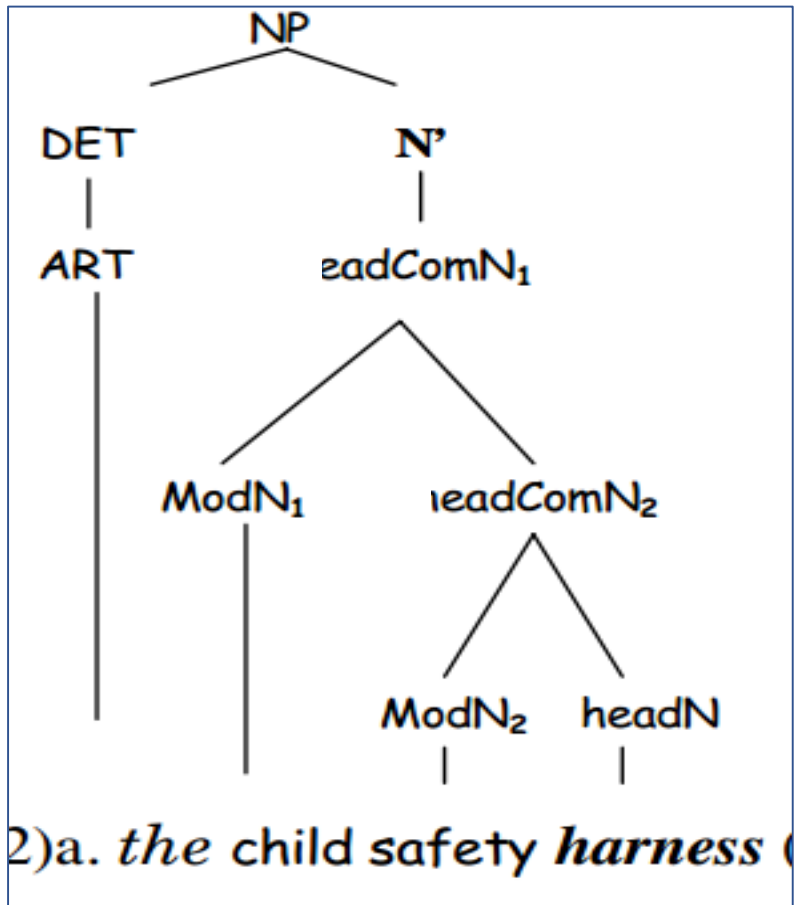 NP
DET N’
ART eadComN₁
ModN₁ eadComN₂
ModN₂ headN
2)a. the child safety harness (